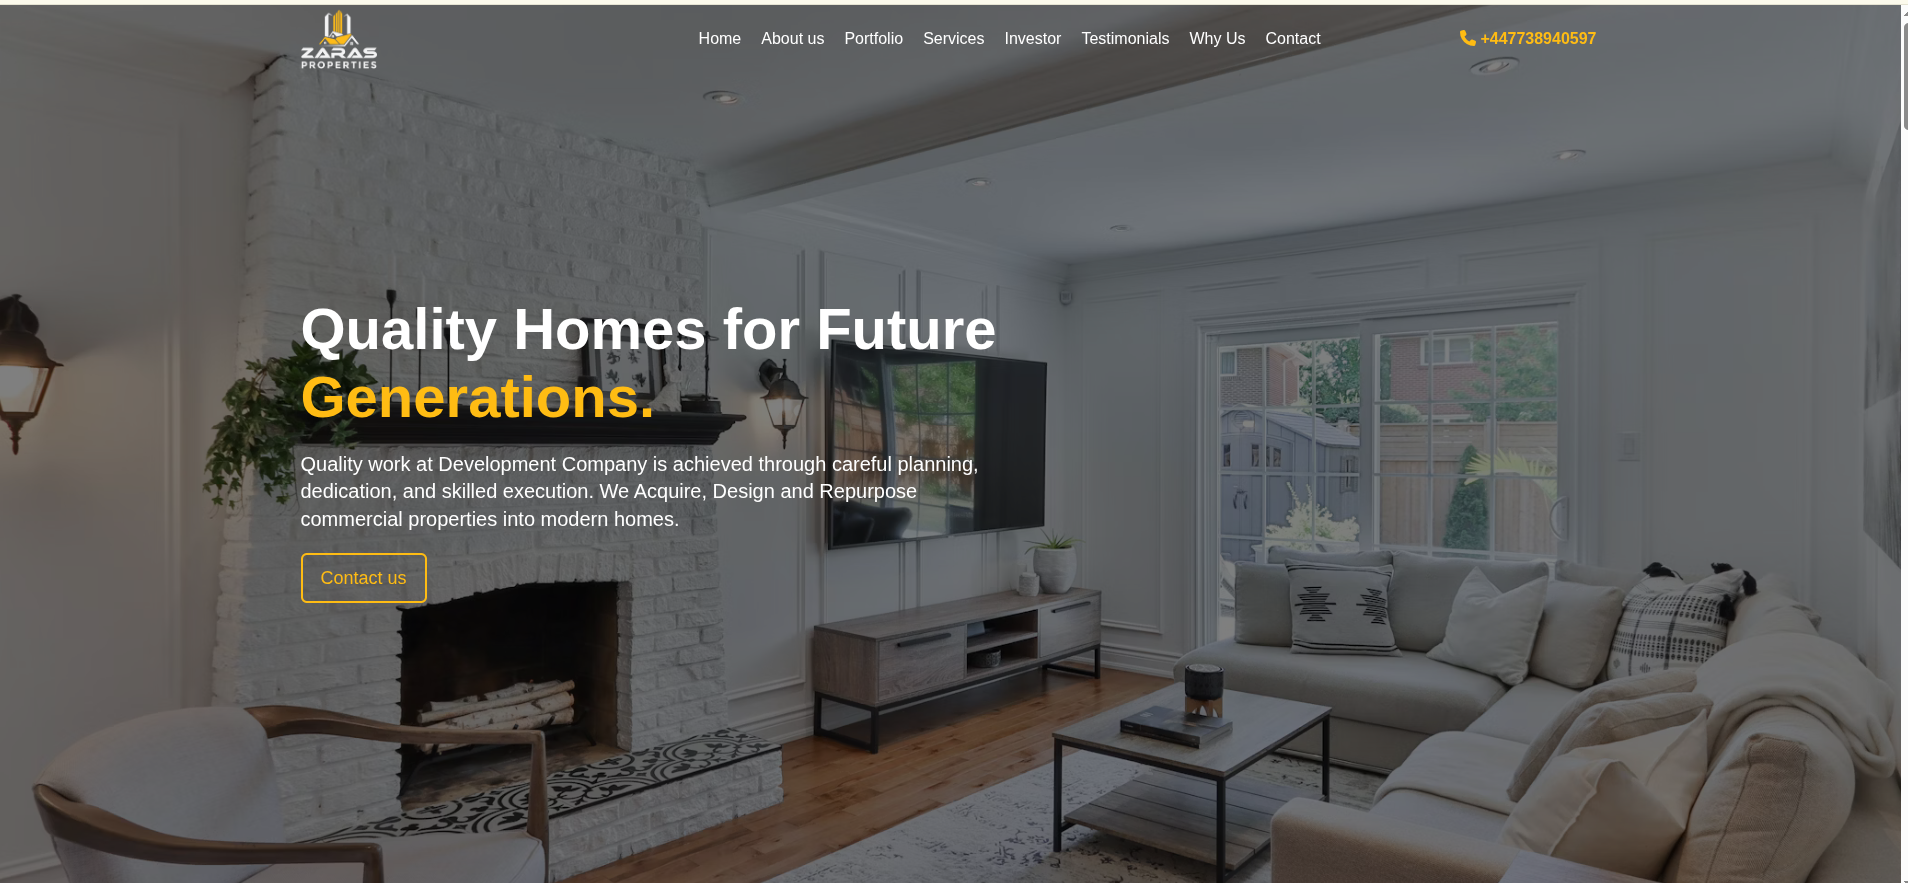 ZARAS
PROPERTIES
Home About us Portfolio Services Investor Testimonials Why Us Contact
+447738940597
Quality Homes for Future
Generations.
Quality work at Development Company is achieved through careful planning,
dedication, and skilled execution. We Acquire, Design and Repurpose
commercial properties into modern homes.
Contact us